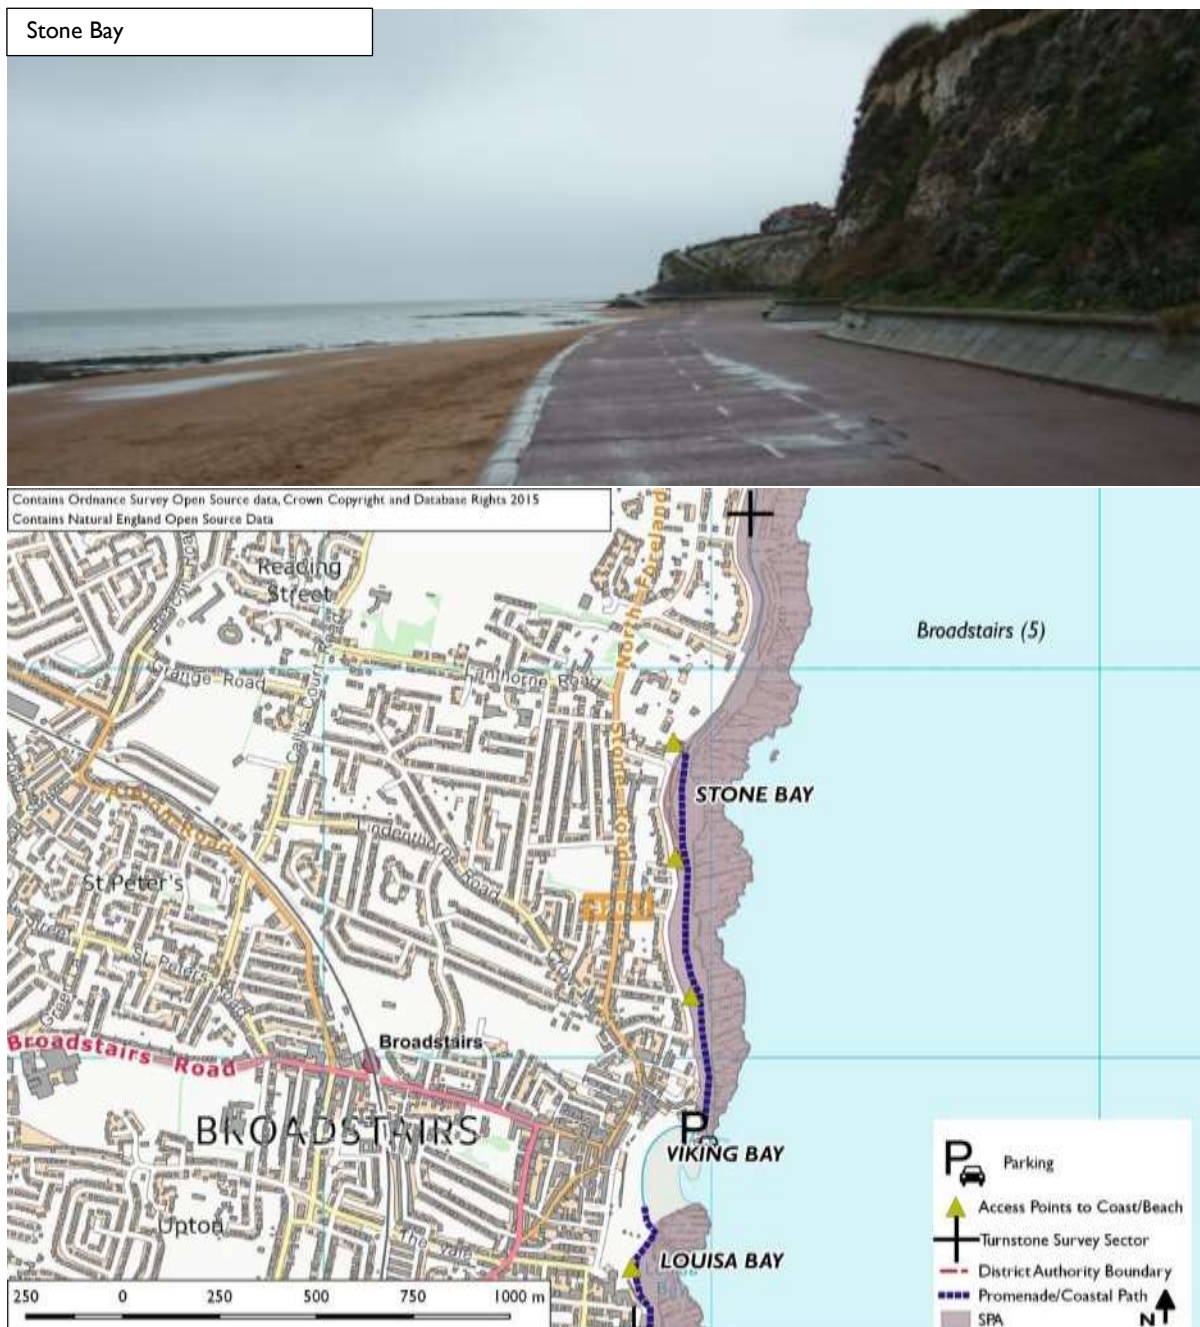 Stone Bay
Contains Ordnance Survey Open Source data, Crown Copyright and Database Rights 2015
Contains Natural England Open Source Data
North Foreland
Reading
Street
Broadstairs (5)
Grange Road
Lanthorne Road
Callis Court Road
STONE BAY
Stone Road
Lindenthorpe Road
St Peter's
St Peters Road
Broadstairs
Broadstairs Road
BROADSTAIRS
VIKING BAY
P
Upton
The Vale
LOUISA BAY
P Parking
Access Points to Coast/Beach
Turnstone Survey Sector
District Authority Boundary
Promenade/Coastal Path
SPA
N
250 0 250 500 750 1000 m